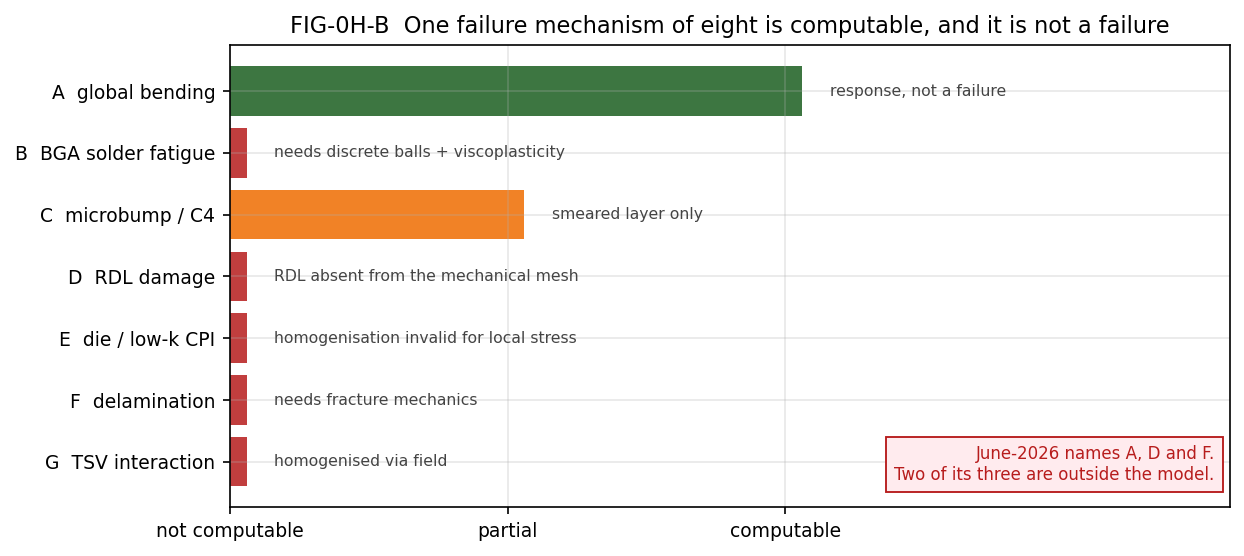 FIG-0H-B  One failure mechanism of eight is computable, and it is not a failure
A  global bending
response, not a failure
B  BGA solder fatigue
needs discrete balls + viscoplasticity
C  microbump / C4
smeared layer only
D  RDL damage
RDL absent from the mechanical mesh
E  die / low-k CPI
homogenisation invalid for local stress
F  delamination
needs fracture mechanics
G  TSV interaction
homogenised via field
June-2026 names A, D and F.
Two of its three are outside the model.
not computable
partial
computable